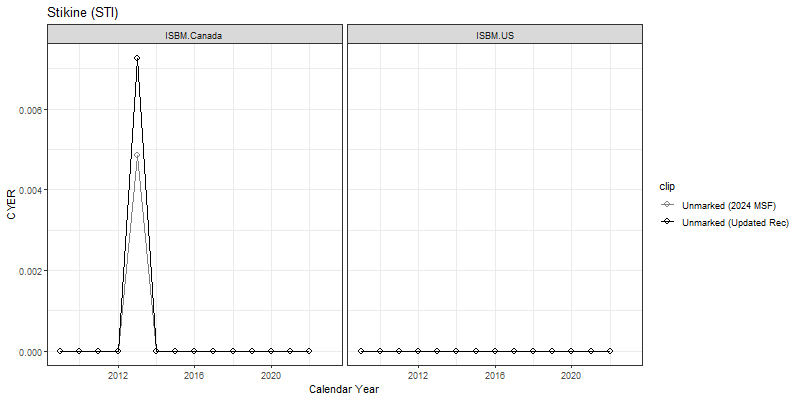 Stikine (STI)
ISBM.Canada
ISBM.US
0.006
0.004
0.002
0.000
CYER
2012
2016
2020
2012
2016
2020
Calendar Year
clip
Unmarked (2024 MSF)
Unmarked (Updated Rec)